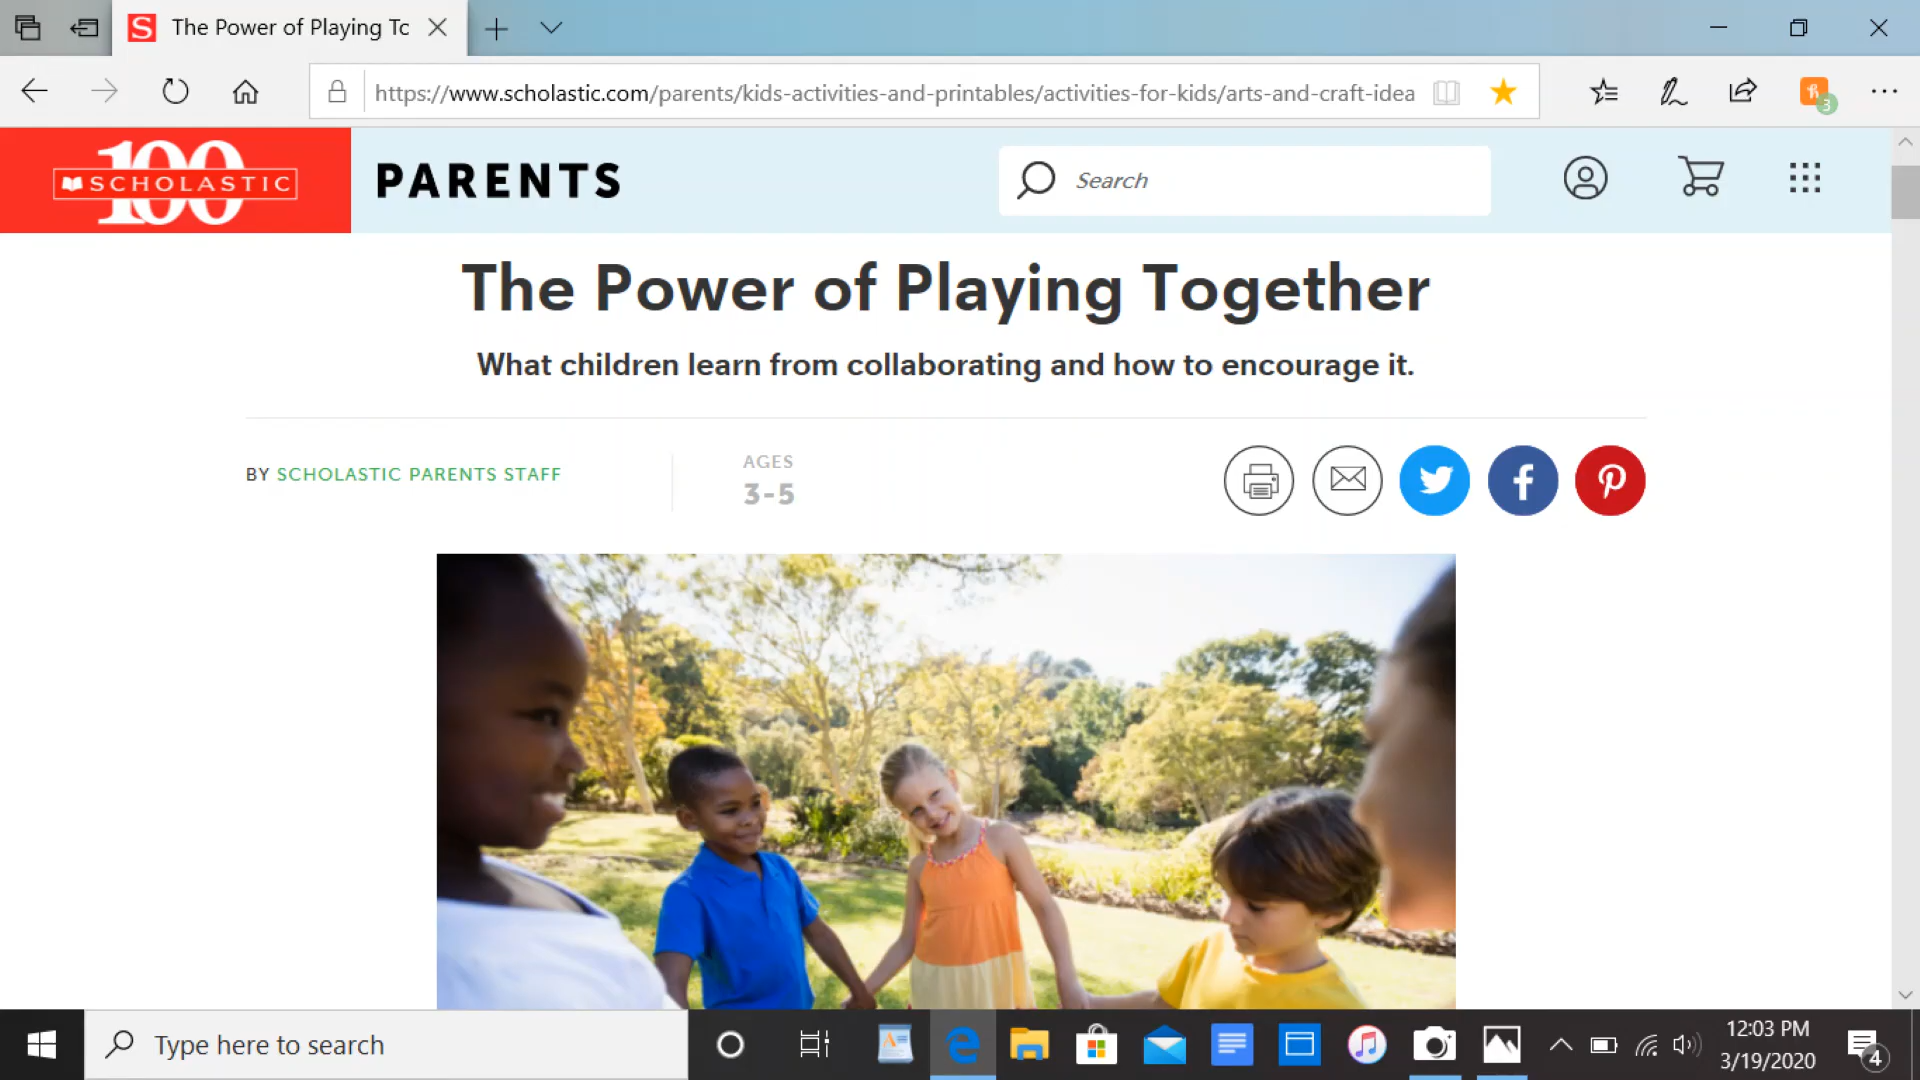 The Power of Playing Tc
https://www.scholastic.com/parents/kids-activities-and-printables/activities-for-kids/arts-and-craft-idea
3
100
SCHOLASTIC
PARENTS
Search
The Power of Playing Together
What children learn from collaborating and how to encourage it.
BY SCHOLASTIC PARENTS STAFF
AGES
3-5
Type here to search
12:03 PM
3/19/2020
4